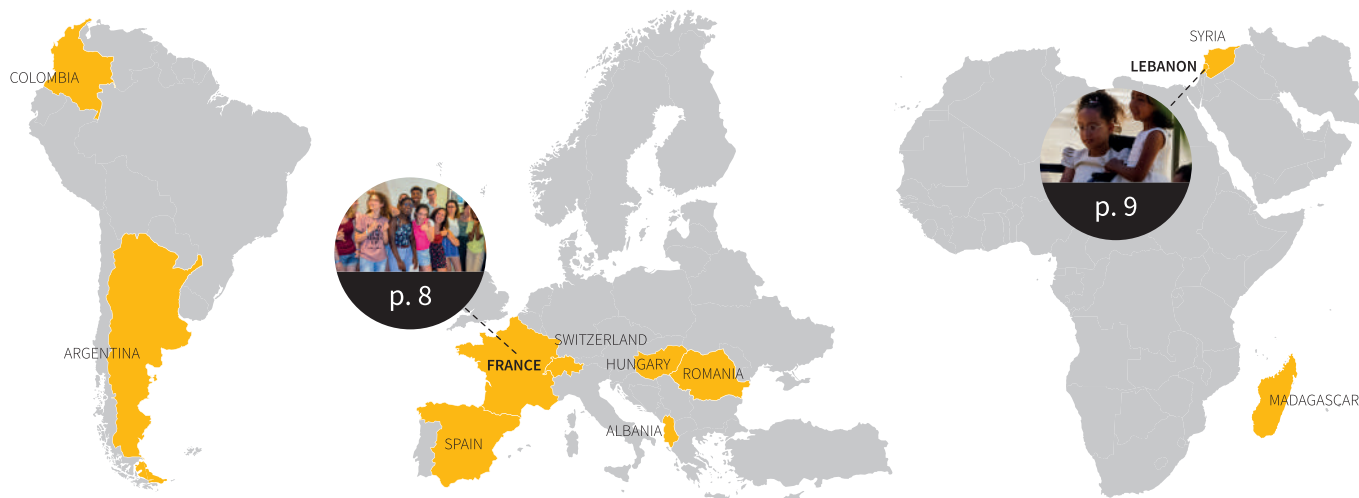 COLOMBIA
ARGENTINA
p. 8
SWITZERLAND
FRANCE
HUNGARY
ROMANIA
SPAIN
ALBANIA
SYRIA
LEBANON
p. 9
MADAGASCAR